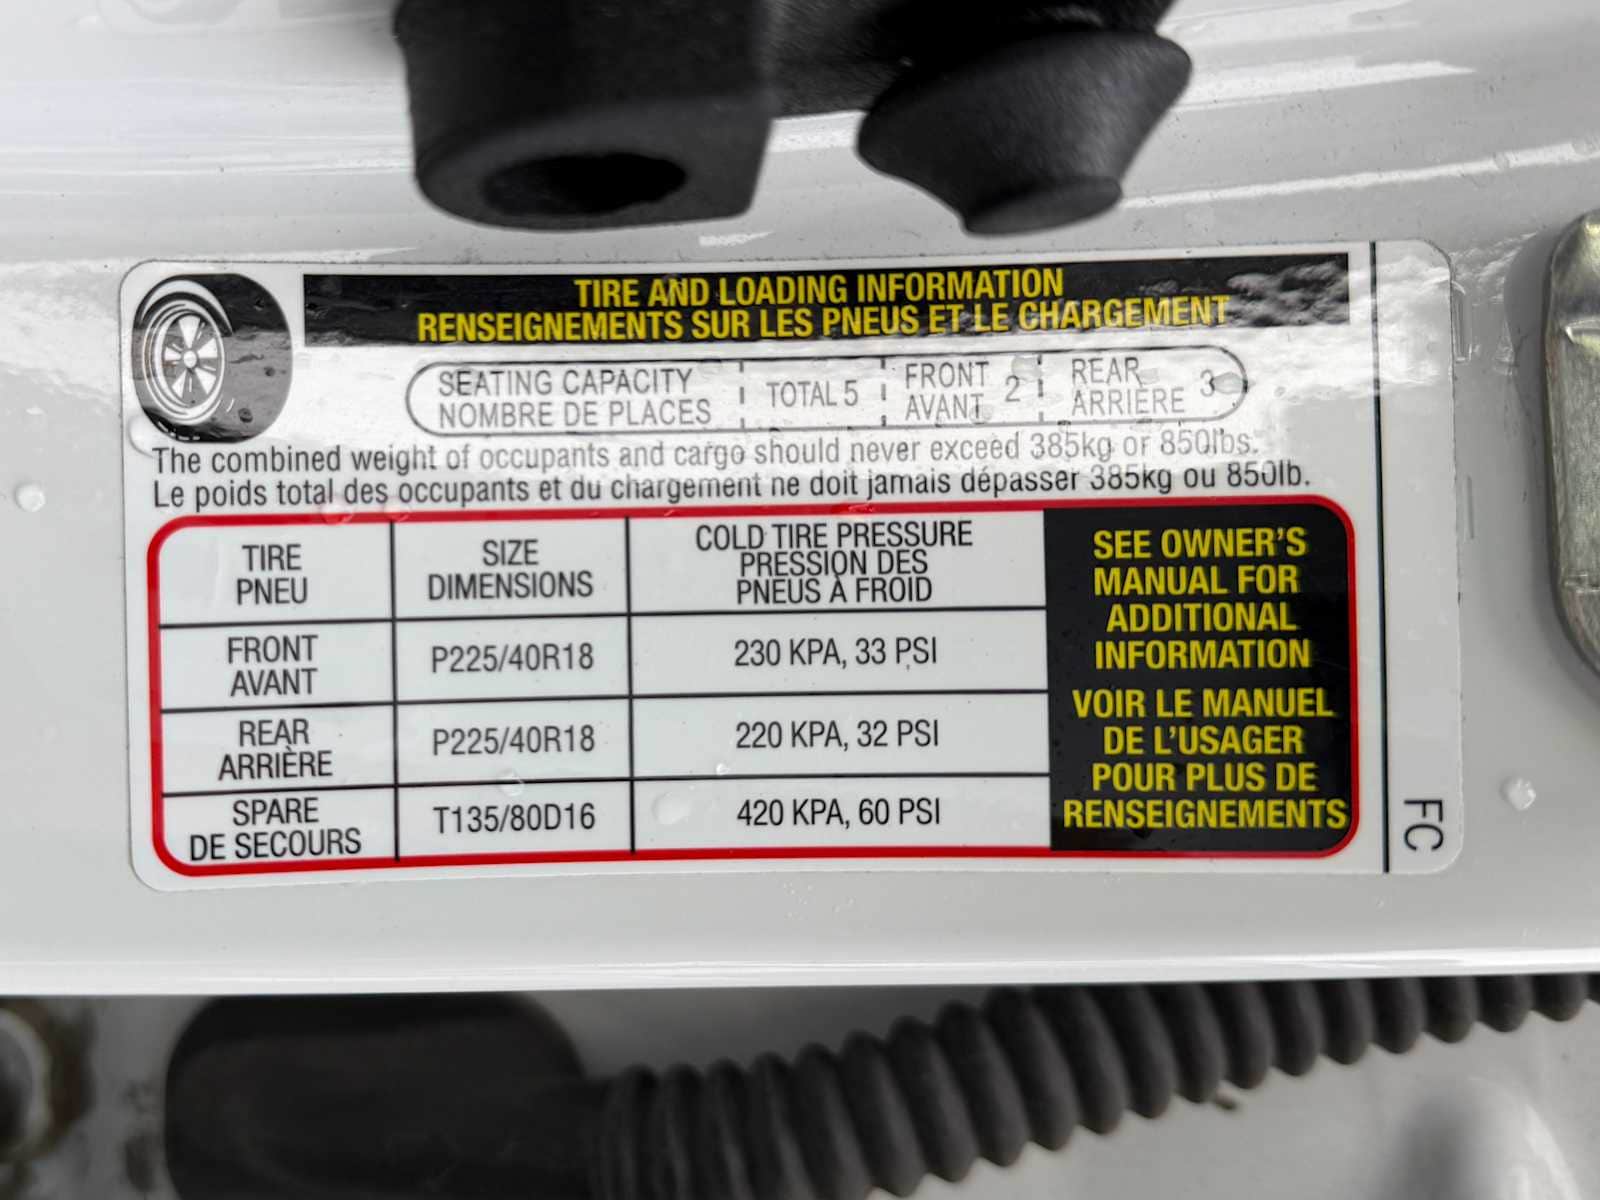 TIRE AND LOADING INFORMATION
RENSEIGNEMENTS SUR LES PNEUS ET LE CHARGEMENT
SEATING CAPACITY
NOMBRE DE PLACES
TOTAL 5
FRONT
AVANT
2
REAR
ARRIÈRE
3
The combined weight of occupants and cargo should never exceed 385kg or 850lbs.
Le poids total des occupants et du chargement ne doit jamais dépasser 385kg ou 850lb.
TIRE
PNEU
SIZE
DIMENSIONS
COLD TIRE PRESSURE
PRESSION DES
PNEUS À FROID
FRONT
AVANT
P225/40R18
230 KPA, 33 PSI
REAR
ARRIÈRE
P225/40R18
220 KPA, 32 PSI
SPARE
DE SECOURS
T135/80D16
420 KPA, 60 PSI
SEE OWNER'S
MANUAL FOR
ADDITIONAL
INFORMATION
VOIR LE MANUEL
DE L'USAGER
POUR PLUS DE
RENSEIGNEMENTS
FC